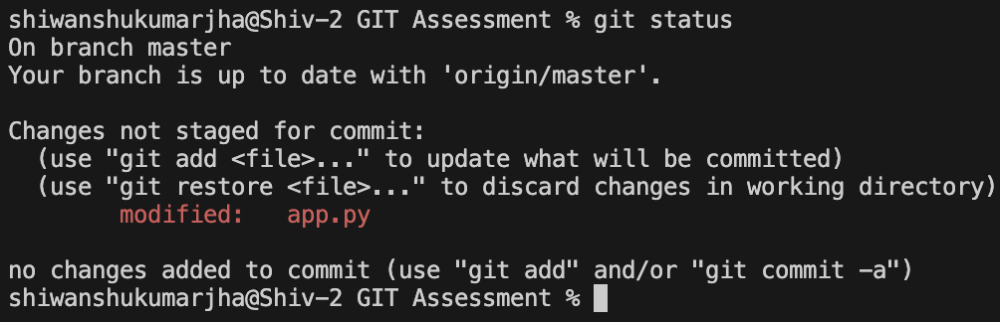 shiwanshukumarjha@Shiv-2 GIT Assessment % git status
On branch master
Your branch is up to date with 'origin/master'.
Changes not staged for commit:
(use "git add <file>..." to update what will be committed)
(use "git restore <file>..." to discard changes in working directory)
modified: app.py
no changes added to commit (use "git add" and/or "git commit -a")
shiwanshukumarjha@Shiv-2 GIT Assessment %